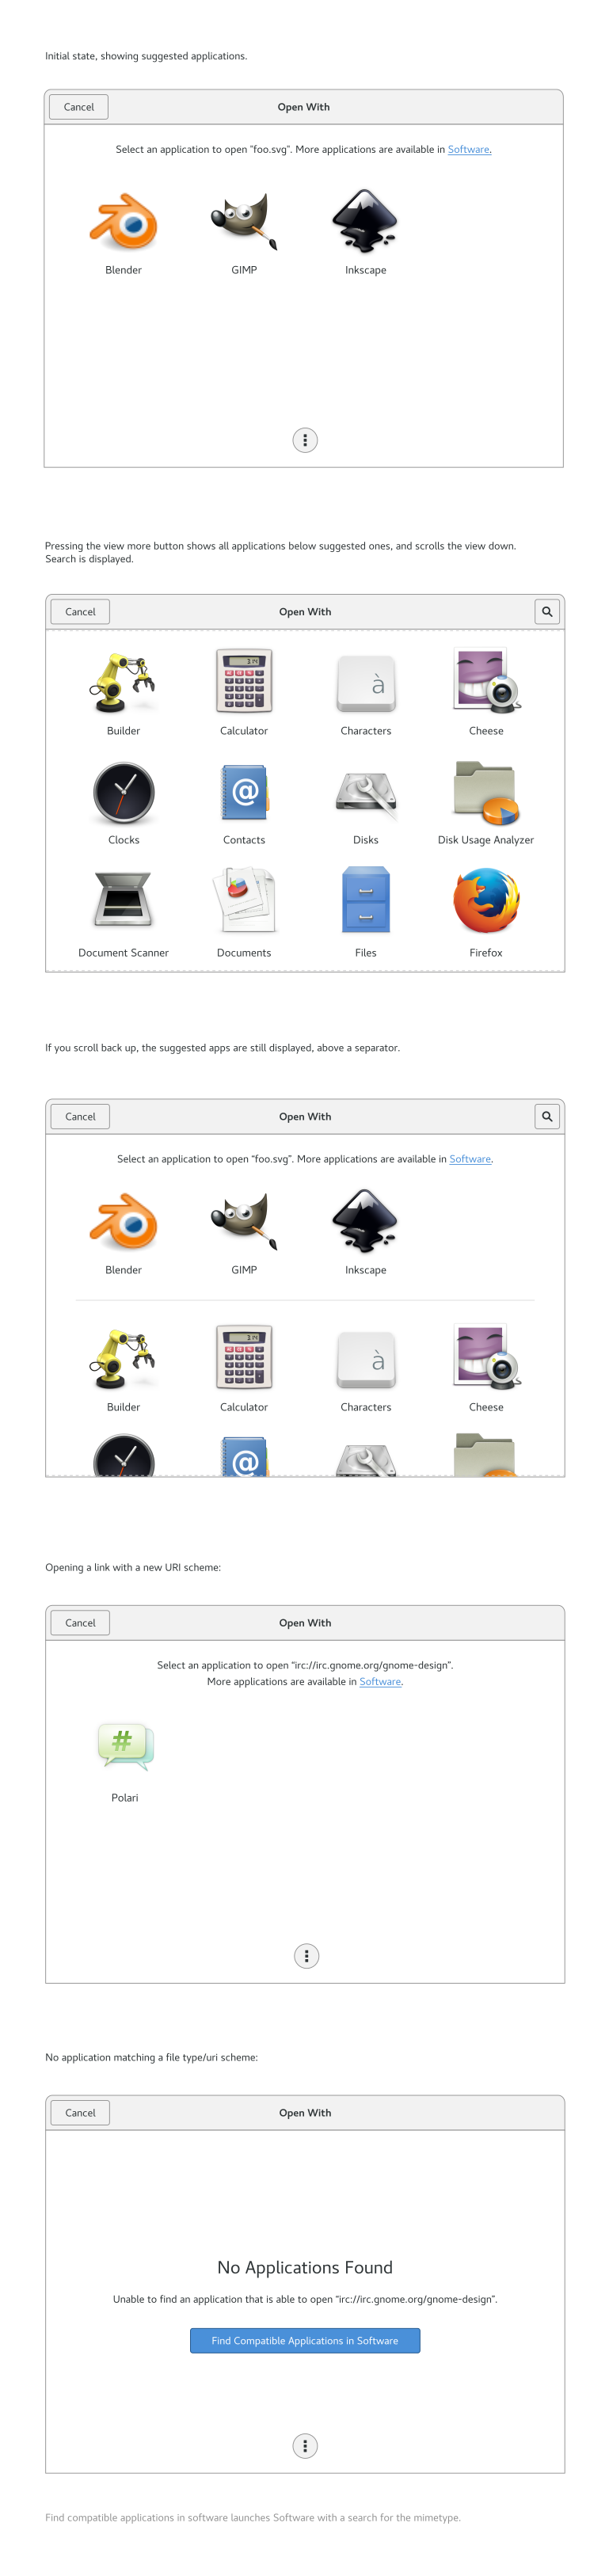 Initial state, showing suggested applications.
Cancel
Open With
Select an application to open "foo.svg". More applications are available in Software.
Blender
GIMP
Inkscape
Pressing the view more button shows all applications below suggested ones, and scrolls the view down.
Search is displayed.
Cancel
Open With
3.14
à
Builder
Calculator
Characters
Cheese
@
Clocks
Contacts
Disks
Disk Usage Analyzer
Document Scanner
Documents
Files
Firefox
If you scroll back up, the suggested apps are still displayed, above a separator.
Cancel
Open With
Select an application to open “foo.svg”. More applications are available in Software.
Blender
GIMP
Inkscape
3.14
à
Builder
Calculator
Characters
Cheese
@
Opening a link with a new URI scheme:
Cancel
Open With
Select an application to open “irc://irc.gnome.org/gnome-design”.
More applications are available in Software.
#
Polari
No application matching a file type/uri scheme:
Cancel
Open With
No Applications Found
Unable to find an application that is able to open “irc://irc.gnome.org/gnome-design”.
Find Compatible Applications in Software
Find compatible applications in software launches Software with a search for the mimetype.